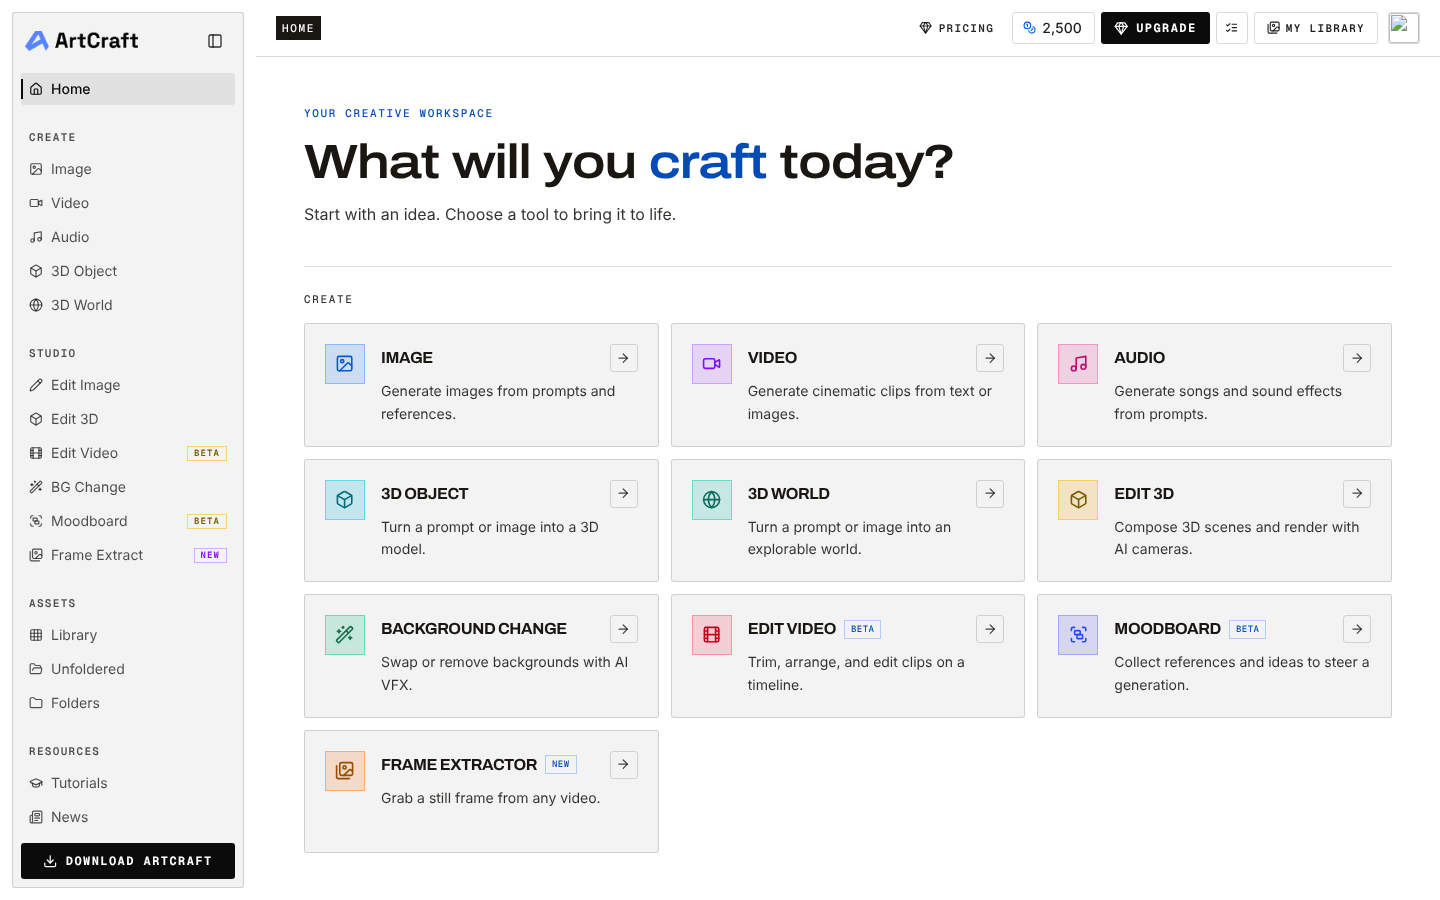 ArtCraft
Home
CREATE
Image
Video
Audio
3D Object
3D World
STUDIO
Edit Image
Edit 3D
Edit Video BETA
BG Change
Moodboard BETA
Frame Extract NEW
ASSETS
Library
Unfoldered
Folders
RESOURCES
Tutorials
News
DOWNLOAD ARTCRAFT
HOME
PRICING
2,500
UPGRADE
MY LIBRARY
YOUR CREATIVE WORKSPACE
What will you craft today?
Start with an idea. Choose a tool to bring it to life.
CREATE
IMAGE
Generate images from prompts and
references.
VIDEO
Generate cinematic clips from text or
images.
AUDIO
Generate songs and sound effects
from prompts.
3D OBJECT
Turn a prompt or image into a 3D
model.
3D WORLD
Turn a prompt or image into an
explorable world.
EDIT 3D
Compose 3D scenes and render with
AI cameras.
BACKGROUND CHANGE
Swap or remove backgrounds with AI
VFX.
EDIT VIDEO BETA
Trim, arrange, and edit clips on a
timeline.
MOODBOARD BETA
Collect references and ideas to steer a
generation.
FRAME EXTRACTOR NEW
Grab a still frame from any video.